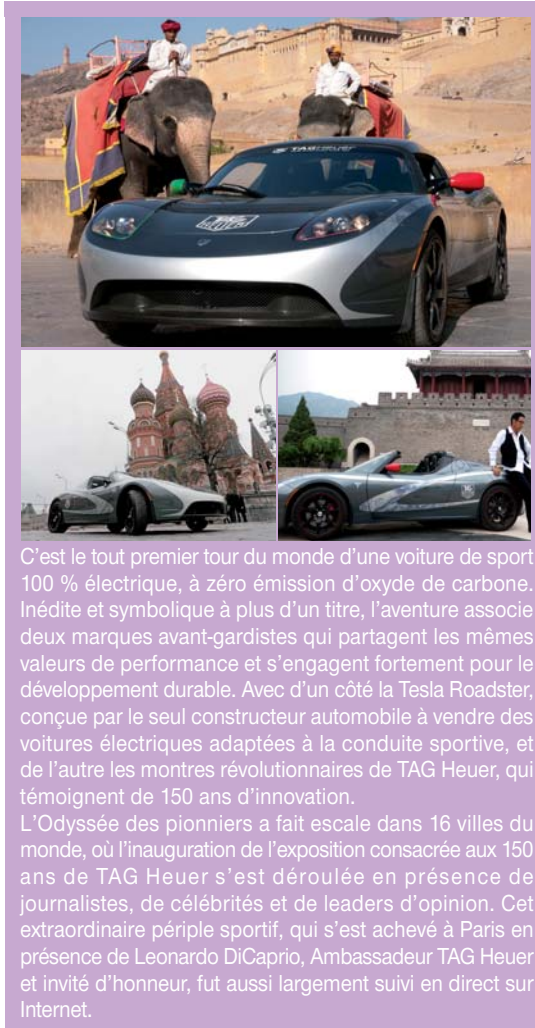 TAGHeuer
TAG
HEUER
16
C’est le tout premier tour du monde d’une voiture de sport
100 % électrique, à zéro émission d’oxyde de carbone.
Inédite et symbolique à plus d’un titre, l’aventure associe
deux marques avant-gardistes qui partagent les mêmes
valeurs de performance et s’engagent fortement pour le
développement durable. Avec d’un côté la Tesla Roadster,
conçue par le seul constructeur automobile à vendre des
voitures électriques adaptées à la conduite sportive, et
de l’autre les montres révolutionnaires de TAG Heuer, qui
témoignent de 150 ans d’innovation.
L’Odyssée des pionniers a fait escale dans 16 villes du
monde, où l’inauguration de l’exposition consacrée aux 150
ans de TAG Heuer s’est déroulée en présence de
journalistes, de célébrités et de leaders d’opinion. Cet
extraordinaire périple sportif, qui s’est achevé à Paris en
présence de Leonardo DiCaprio, Ambassadeur TAG Heuer
et invité d’honneur, fut aussi largement suivi en direct sur
Internet.